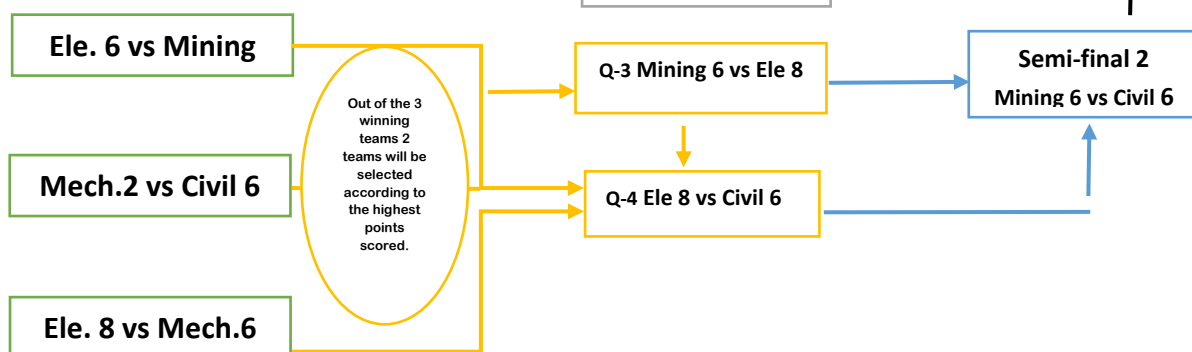 Ele. 6 vs Mining
Mech.2 vs Civil 6
Ele. 8 vs Mech.6
Out of the 3
winning
teams 2
teams will be
selected
according to
the highest
points
scored.
Q-3 Mining 6 vs Ele 8
Q-4 Ele 8 vs Civil 6
Semi-final 2
Mining 6 vs Civil 6